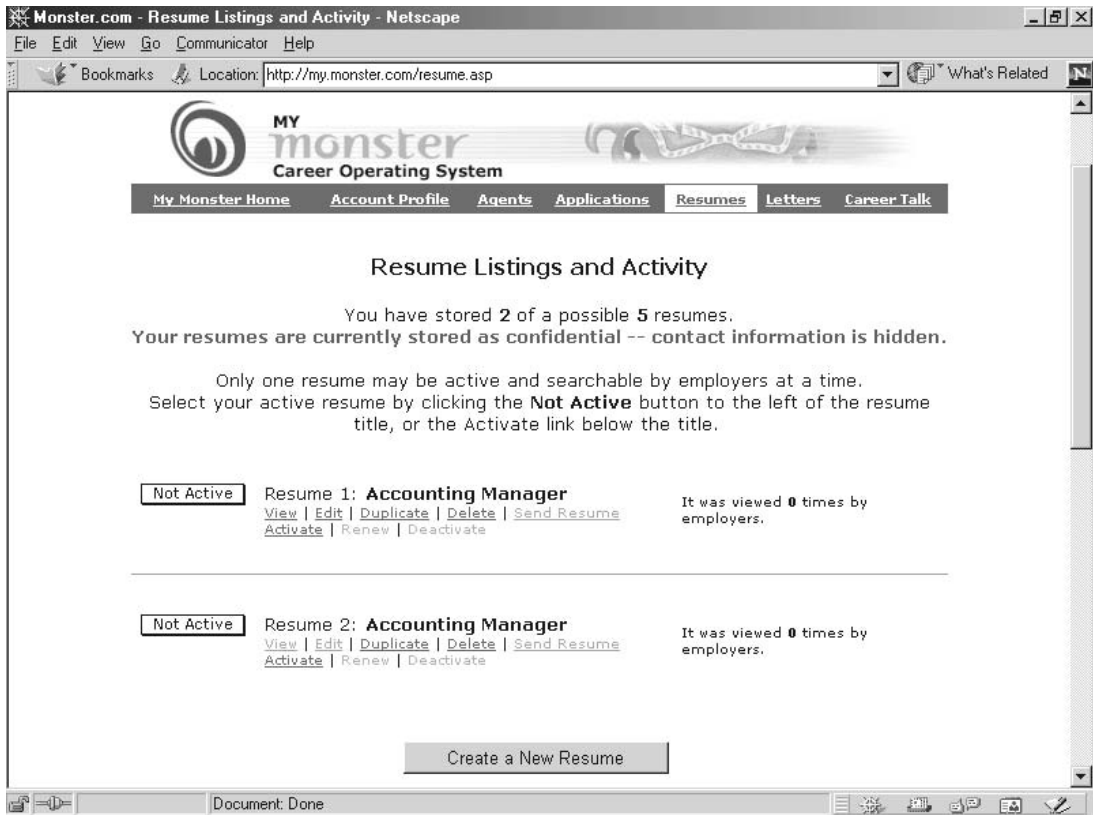 Monster.com - Resume Listings and Activity - Netscape
File Edit View Go Communicator Help
Bookmarks Location: http://my.monster.com/resume.asp What's Related N
MY
monster
Career Operating System
My Monster Home Account Profile Agents Applications Resumes Letters Career Talk
Resume Listings and Activity
You have stored 2 of a possible 5 resumes.
Your resumes are currently stored as confidential -- contact information is hidden.
Only one resume may be active and searchable by employers at a time.
Select your active resume by clicking the Not Active button to the left of the resume
title, or the Activate link below the title.
Not Active Resume 1: Accounting Manager
View | Edit | Duplicate | Delete | Send Resume
Activate | Renew | Deactivate
It was viewed 0 times by
employers.
Not Active Resume 2: Accounting Manager
View | Edit | Duplicate | Delete | Send Resume
Activate | Renew | Deactivate
It was viewed 0 times by
employers.
Create a New Resume
Document: Done